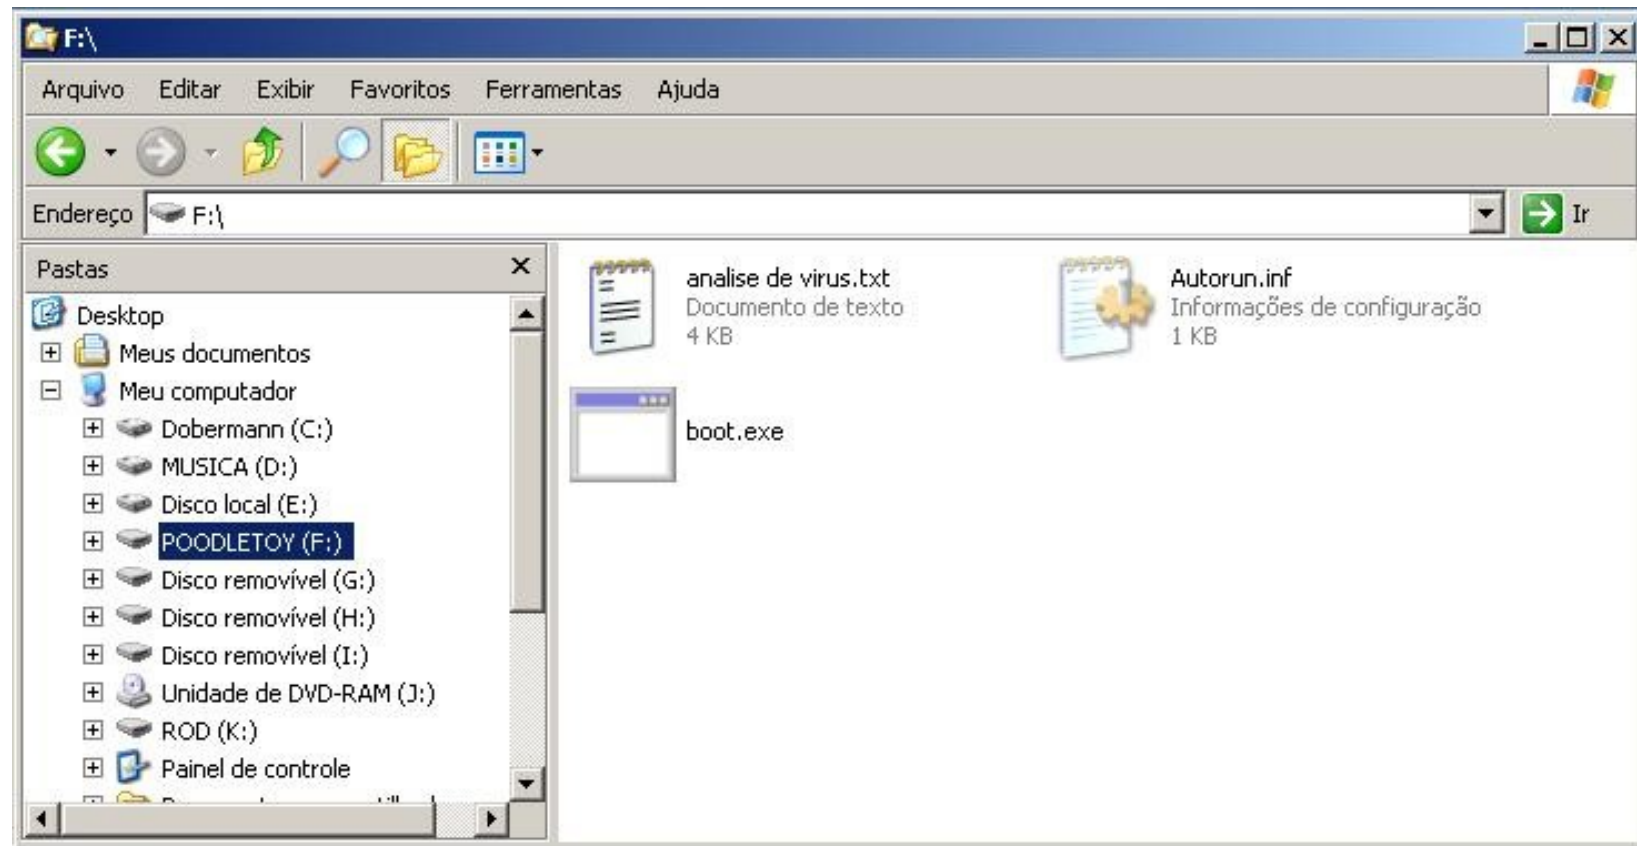 F:\
Arquivo Editar Exibir Favoritos Ferramentas Ajuda
Endereço F:\ Ir
Pastas
Desktop
Meus documentos
Meu computador
Dobermann (C:)
MUSICA (D:)
Disco local (E:)
POODLETOY (F:)
Disco removível (G:)
Disco removível (H:)
Disco removível (I:)
Unidade de DVD-RAM (J:)
ROD (K:)
Painel de controle
analise de virus.txt
Documento de texto
4 KB
Autorun.inf
Informações de configuração
1 KB
boot.exe